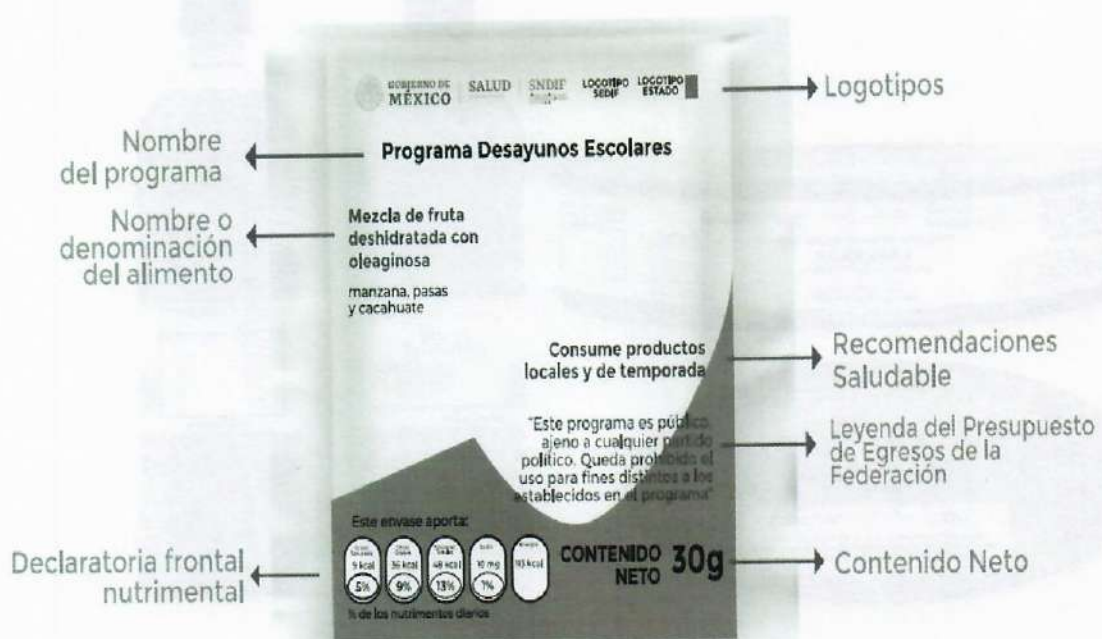 GOBIERNO DE
MÉXICO
SALUD
SNDIF
LOGOTIPO
SEDIF
LOGOTIPO
ESTADO
Logotipos
Nombre
del programa
Programa Desayunos Escolares
Nombre o
denominación
del alimento
Mezcla de fruta
deshidratada con
oleaginosa
manzana, pasas
y cacahuate
Consume productos
locales y de temporada
Recomendaciones
Saludable
"Este programa es público,
ajeno a cualquier partido
político. Queda prohibido el
uso para fines distintos a los
establecidos en el programa"
Leyenda del Presupuesto
de Egresos de la
Federación
Este envase aporta:
9 kcal
36 kcal
48 kcal
10 mg
5%
9%
13%
1%
% de los nutrimentos diarios
CONTENIDO
NETO
30g
Declaratoria frontal
nutrimental
Contenido Neto